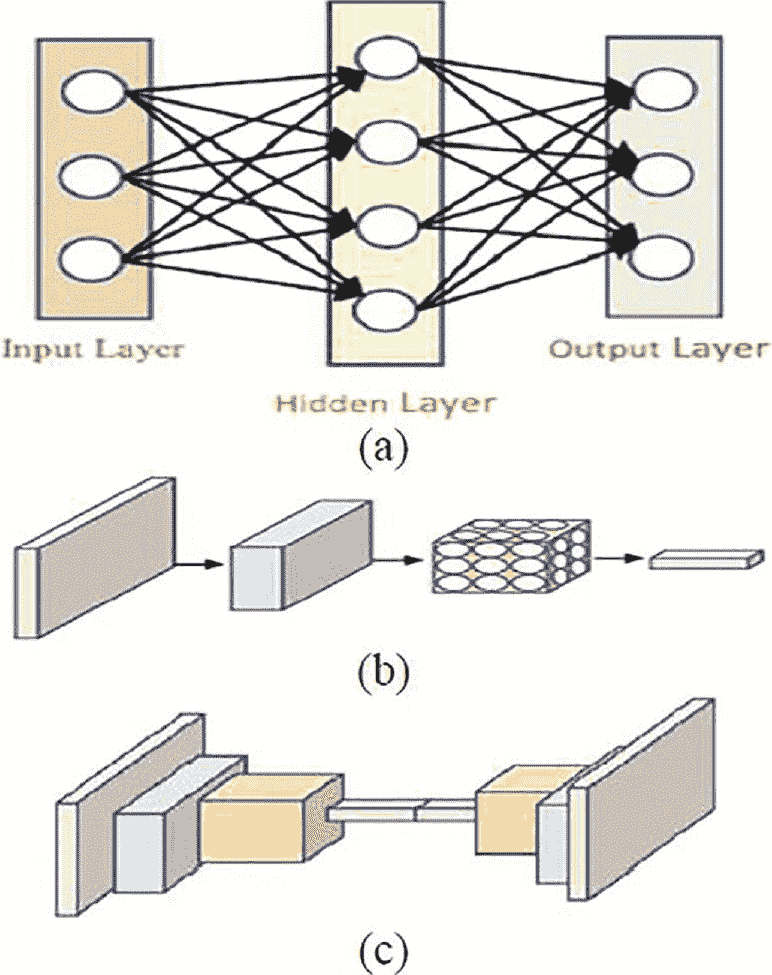 Input Layer
Output Layer
Hidden Layer
(a)
(b)
(c)